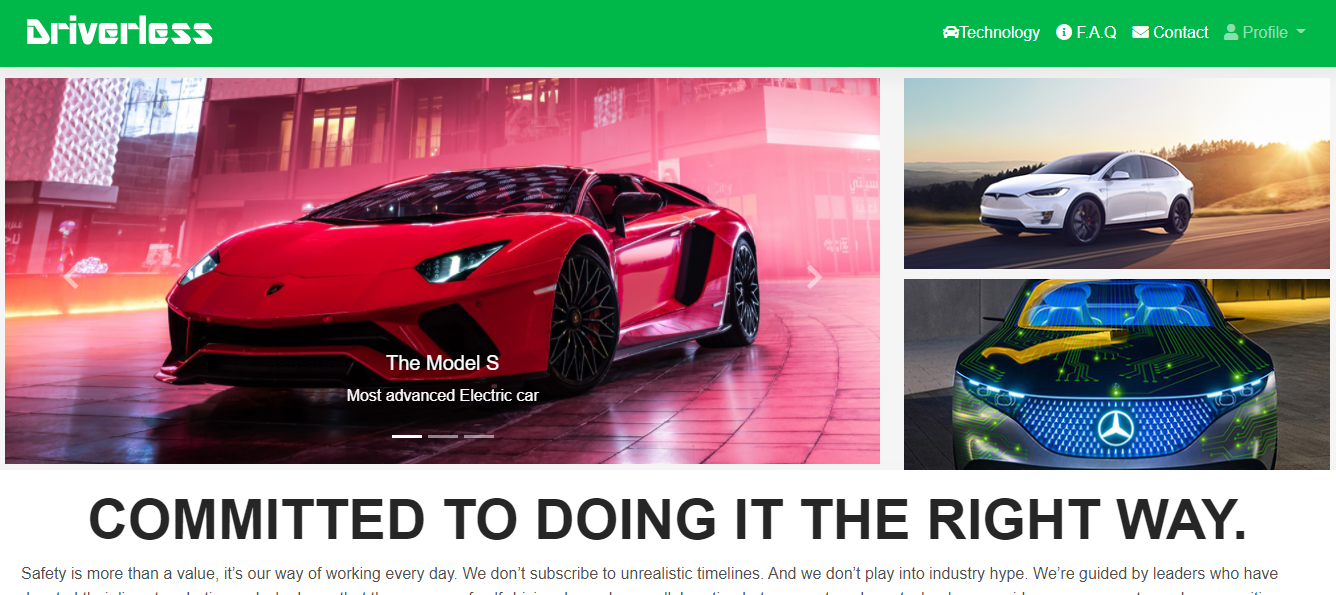 Driverless
Technology
F.A.Q
Contact
Profile
The Model S
Most advanced Electric car
COMMITTED TO DOING IT THE RIGHT WAY.
Safety is more than a value, it’s our way of working every day. We don’t subscribe to unrealistic timelines. And we don’t play into industry hype. We’re guided by leaders who have